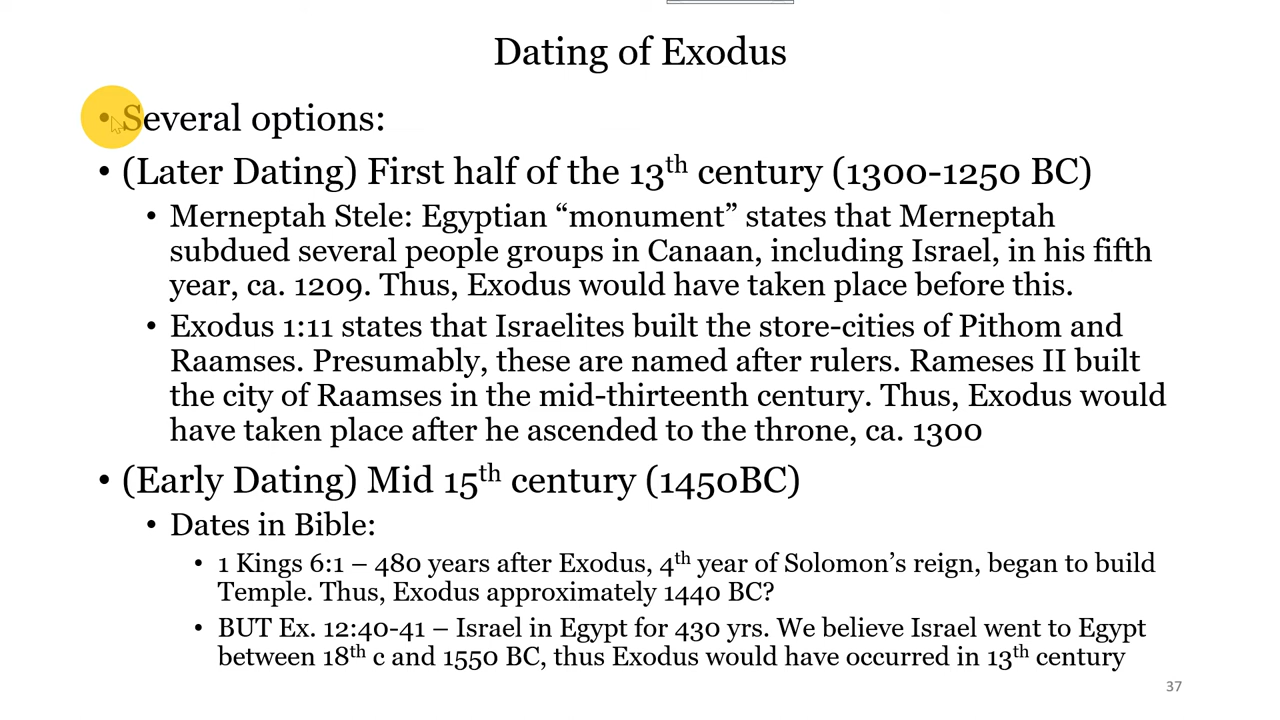 Dating of Exodus
• Several options:
• (Later Dating) First half of the 13th century (1300-1250 BC)
• Merneptah Stele: Egyptian “monument” states that Merneptah
subdued several people groups in Canaan, including Israel, in his fifth
year, ca. 1209. Thus, Exodus would have taken place before this.
• Exodus 1:11 states that Israelites built the store-cities of Pithom and
Raamses. Presumably, these are named after rulers. Rameses II built
the city of Raamses in the mid-thirteenth century. Thus, Exodus would
have taken place after he ascended to the throne, ca. 1300
• (Early Dating) Mid 15th century (1450BC)
• Dates in Bible:
• 1 Kings 6:1 – 480 years after Exodus, 4th year of Solomon’s reign, began to build
Temple. Thus, Exodus approximately 1440 BC?
• BUT Ex. 12:40-41 – Israel in Egypt for 430 yrs. We believe Israel went to Egypt
between 18th c and 1550 BC, thus Exodus would have occurred in 13th century
37